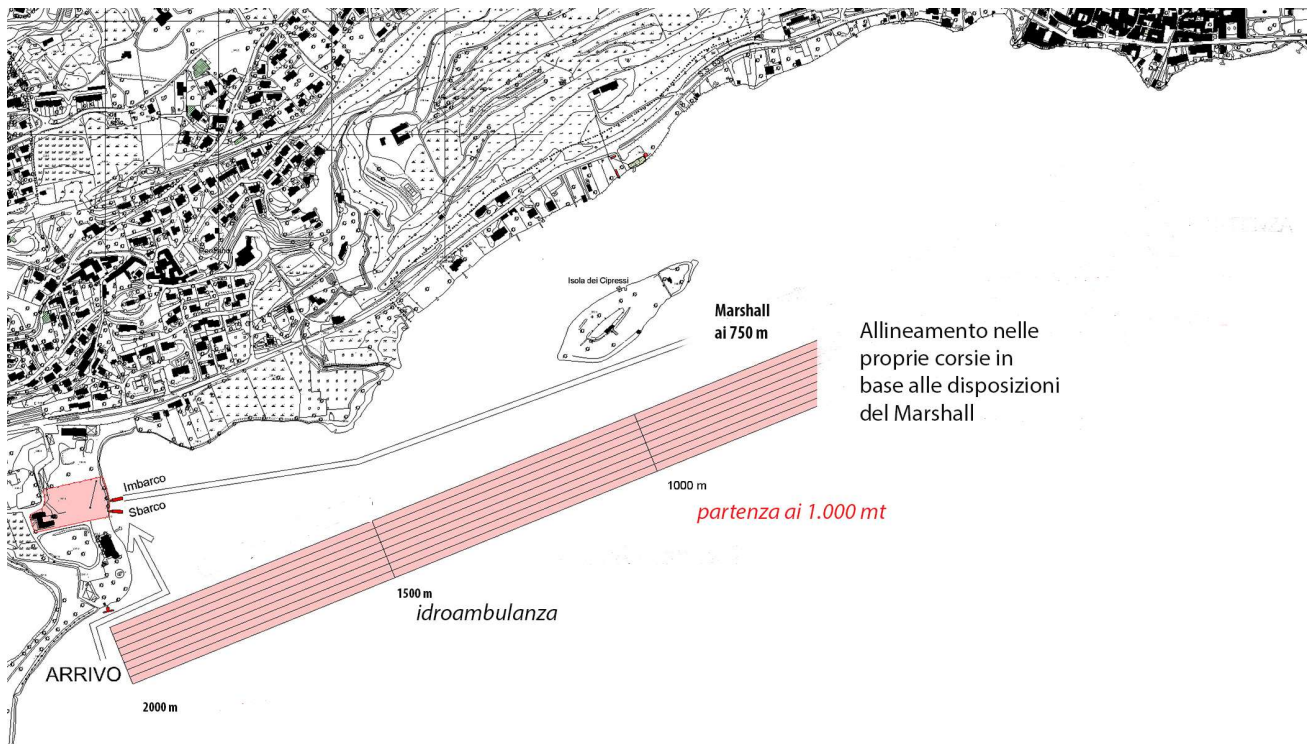 Isola dei Cipressi
Marshall
ai 750 m
Allineamento nelle
proprie corsie in
base alle disposizioni
del Marshall
Imbarco
Sbarco
1000 m
partenza ai 1.000 mt
1500 m
idroambulanza
ARRIVO
2000 m